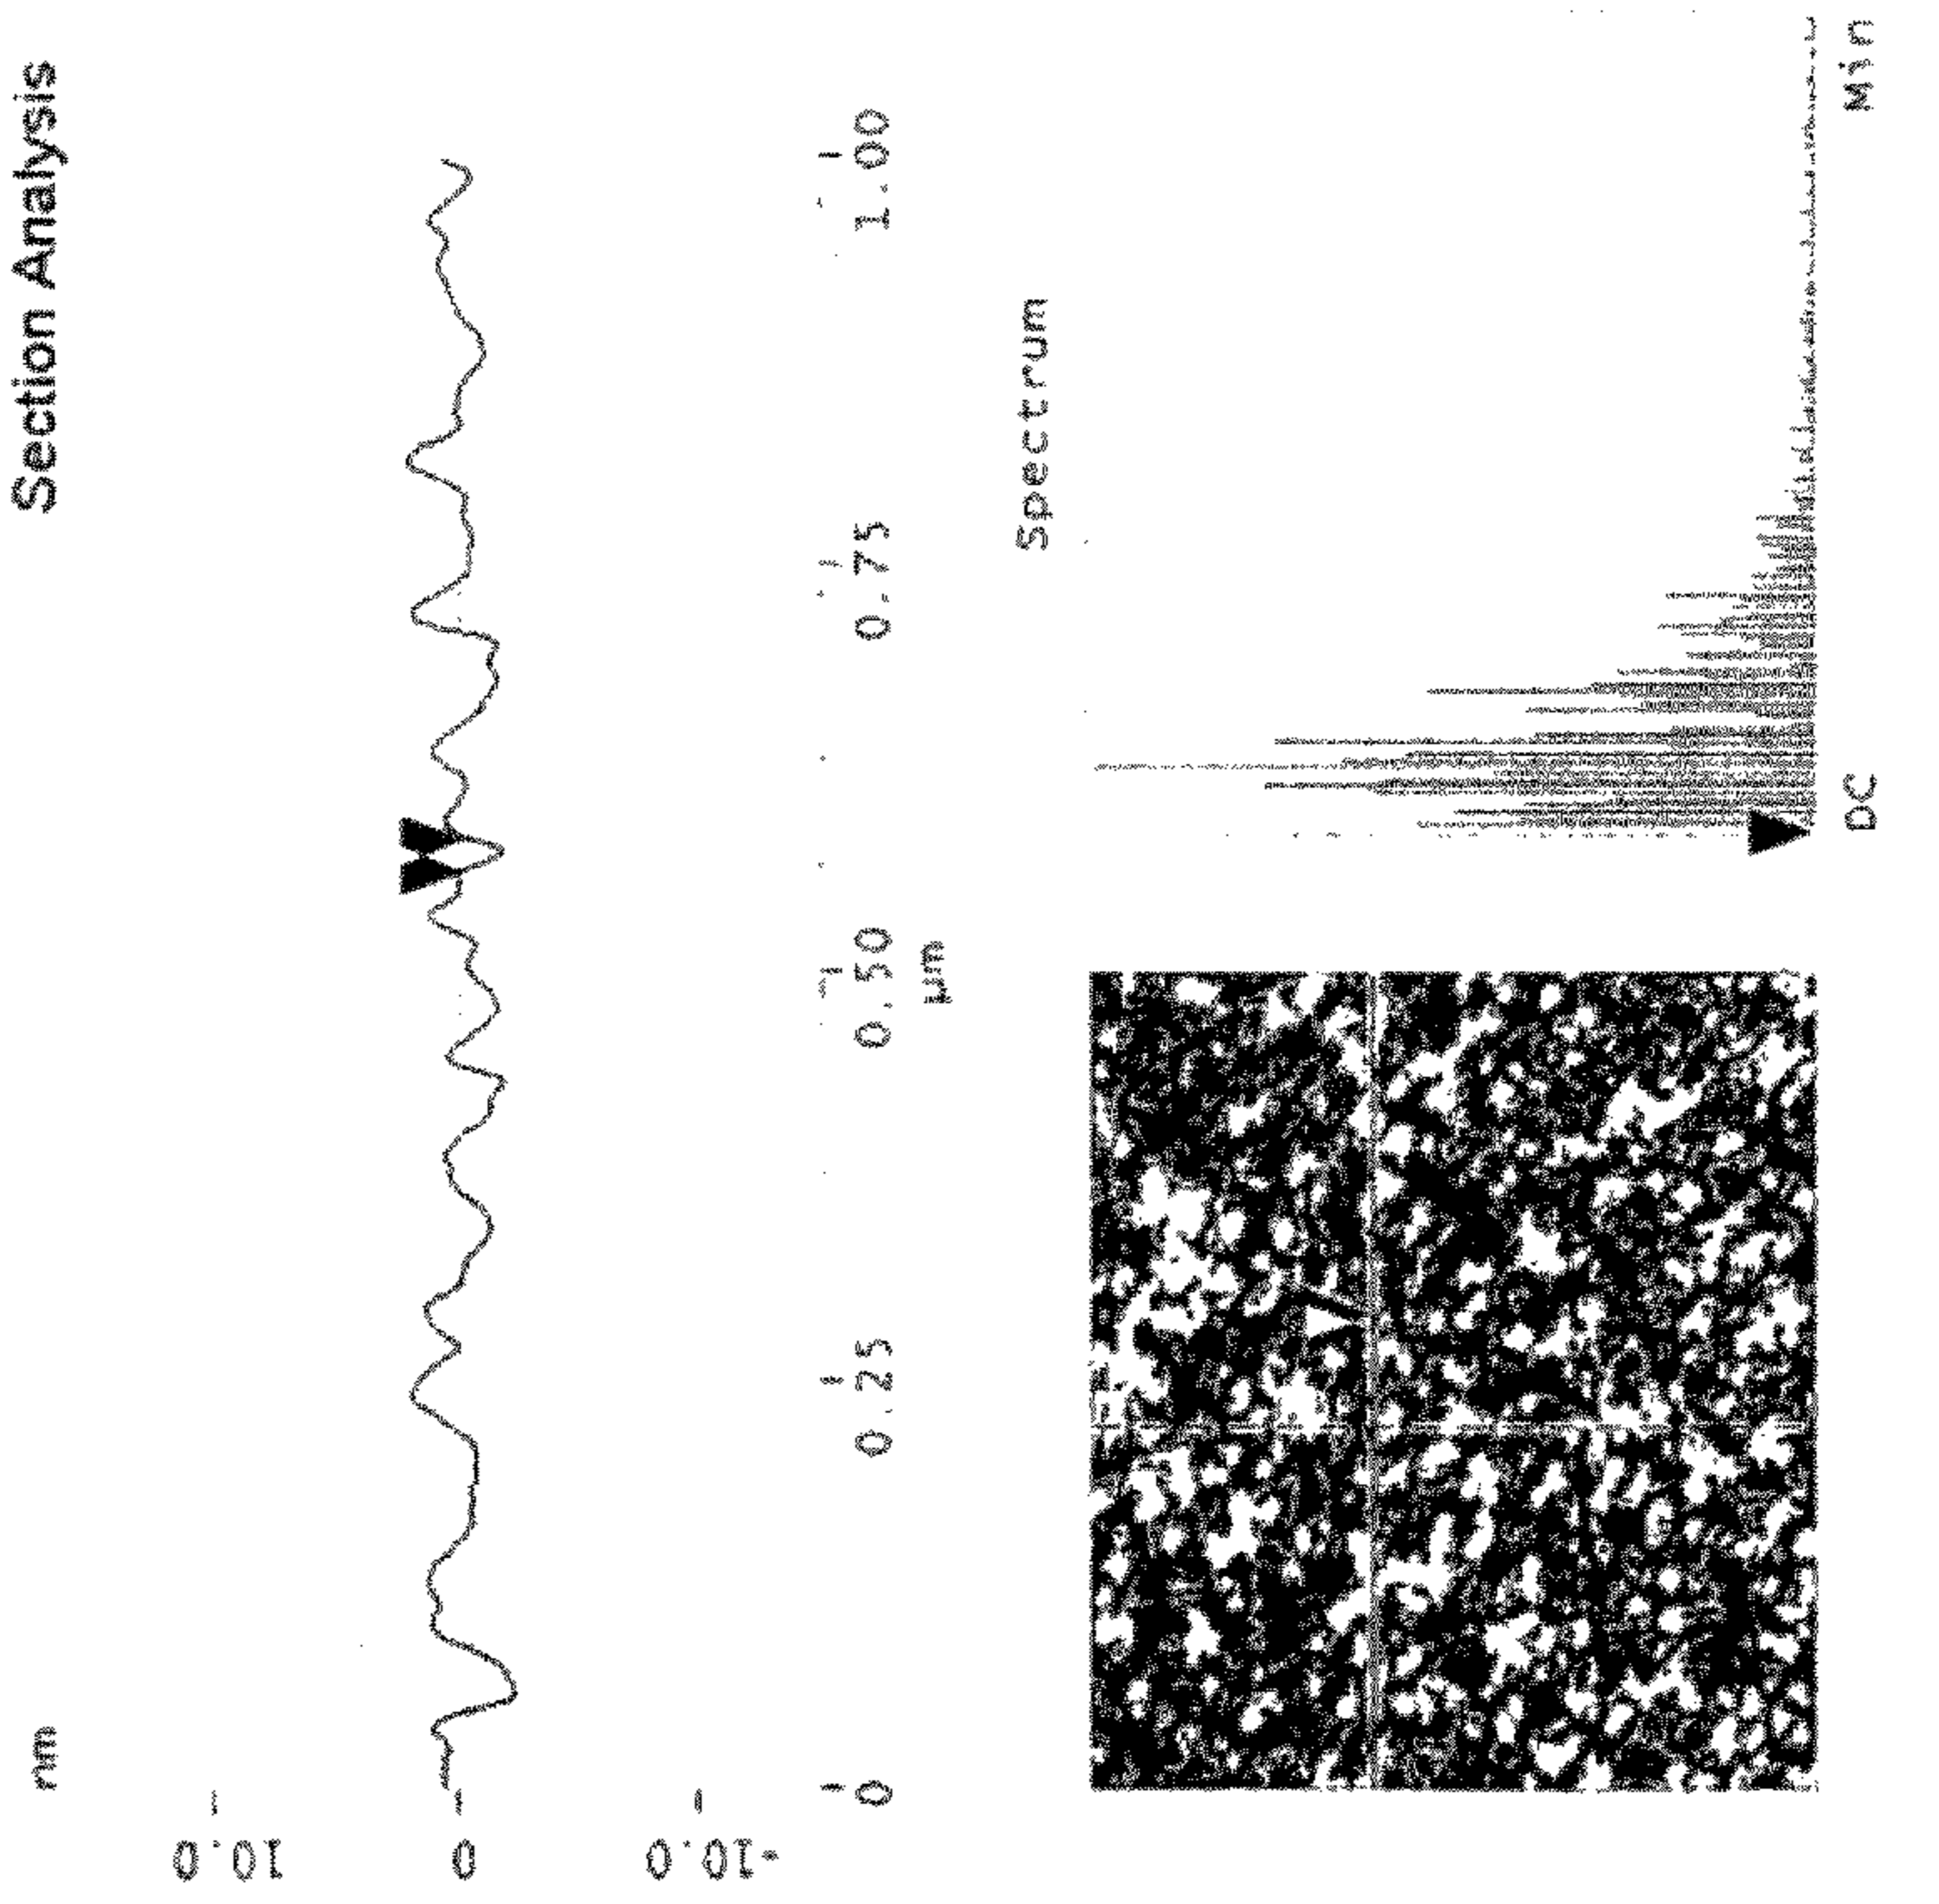 Section Analysis
nm
10.0
0
-10.0
0
0.25
0.50
0.75
1.00
µm
Spectrum
DC
Min